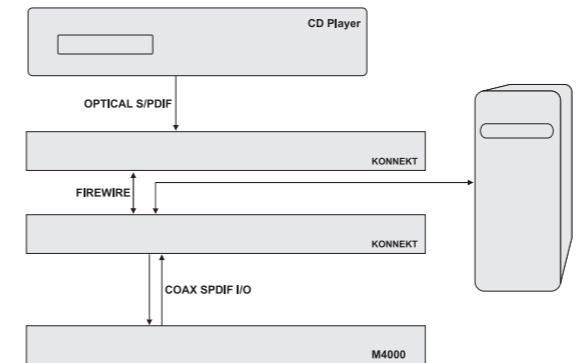 CD Player
OPTICAL S/PDIF
KONNEKT
FIREWIRE
KONNEKT
COAX SPDIF I/O
M4000